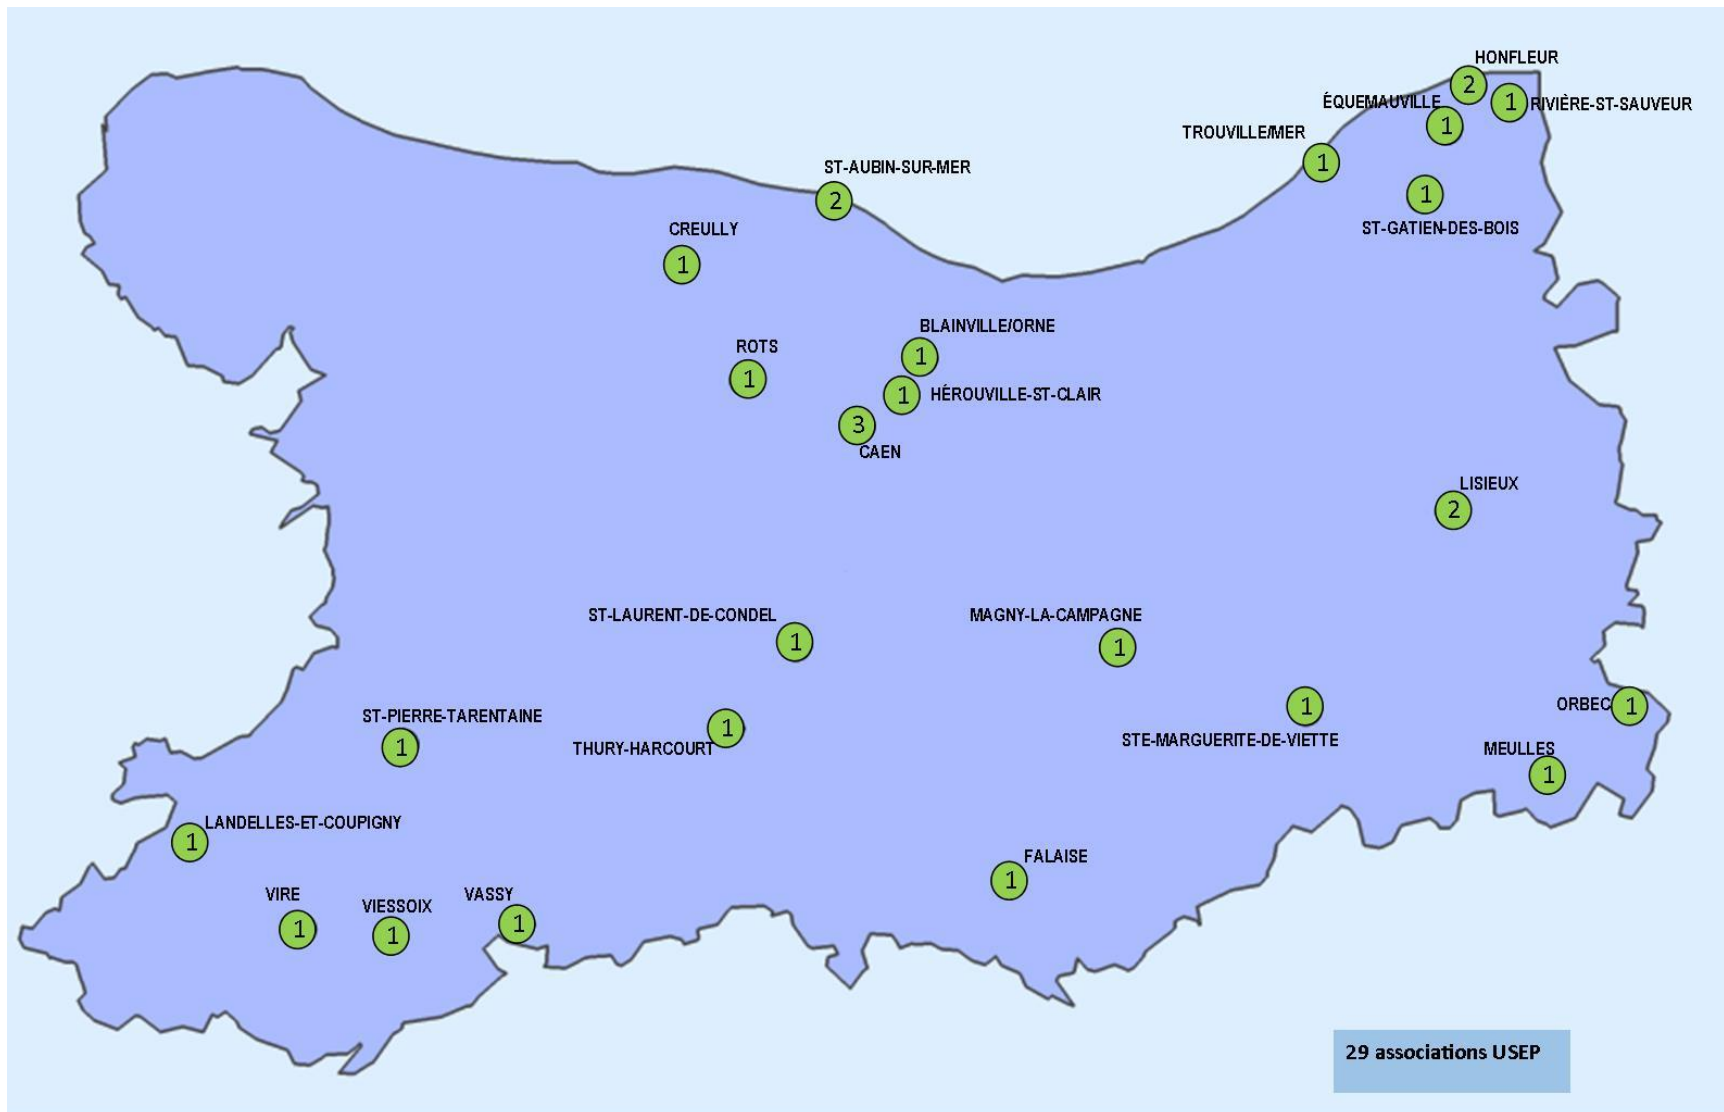 HONFLEUR
2
ÉQUEMAUVILLE
1
1
RIVIÈRE-ST-SAUVEUR
TROUVILLE/MER
1
ST-AUBIN-SUR-MER
2
1
ST-GATIEN-DES-BOIS
CREULLY
1
BLAINVILLE/ORNE
1
ROTS
1
1
HÉROUVILLE-ST-CLAIR
3
CAEN
LISIEUX
2
ST-LAURENT-DE-CONDEL
1
MAGNY-LA-CAMPAGNE
1
ORBEC
1
1
STE-MARGUERITE-DE-VIETTE
ST-PIERRE-TARENTAINE
1
THURY-HARCOURT
1
MEULLES
1
LANDELLES-ET-COUPIGNY
1
FALAISE
1
VIRE
1
VIESSOIX
1
VASSY
1
29 associations USEP